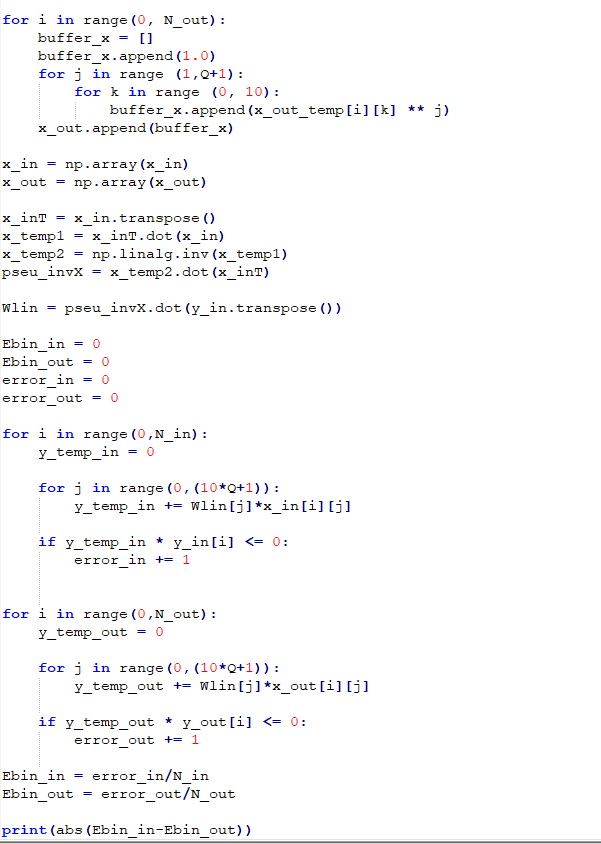 for i in range(0, N_out):
    buffer_x = []
    buffer_x.append(1.0)
    for j in range (1,Q+1):
        for k in range (0, 10):
            buffer_x.append(x_out_temp[i][k] ** j)
    x_out.append(buffer_x)

x_in = np.array(x_in)
x_out = np.array(x_out)

x_inT = x_in.transpose()
x_temp1 = x_inT.dot(x_in)
x_temp2 = np.linalg.inv(x_temp1)
pseu_invX = x_temp2.dot(x_inT)

Wlin = pseu_invX.dot(y_in.transpose())

Ebin_in = 0
Ebin_out = 0
error_in = 0
error_out = 0

for i in range(0,N_in):
    y_temp_in = 0

    for j in range(0,(10*Q+1)):
        y_temp_in += Wlin[j]*x_in[i][j]

    if y_temp_in * y_in[i] <= 0:
        error_in += 1


for i in range(0,N_out):
    y_temp_out = 0

    for j in range(0,(10*Q+1)):
        y_temp_out += Wlin[j]*x_out[i][j]

    if y_temp_out * y_out[i] <= 0:
        error_out += 1

Ebin_in = error_in/N_in
Ebin_out = error_out/N_out

print(abs(Ebin_in-Ebin_out))